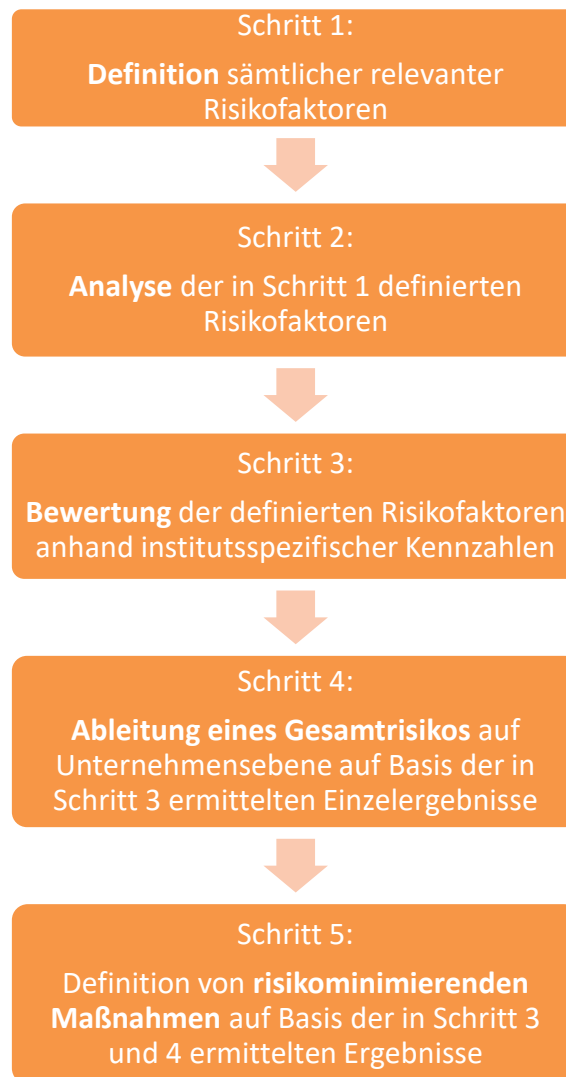 Schritt 1:
Definition sämtlicher relevanter
Risikofaktoren
Schritt 2:
Analyse der in Schritt 1 definierten
Risikofaktoren
Schritt 3:
Bewertung der definierten Risikofaktoren
anhand institutsspezifischer Kennzahlen
Schritt 4:
Ableitung eines Gesamtrisikos auf
Unternehmensebene auf Basis der in
Schritt 3 ermittelten Einzelergebnisse
Schritt 5:
Definition von risikominimierenden
Maßnahmen auf Basis der in Schritt 3
und 4 ermittelten Ergebnisse